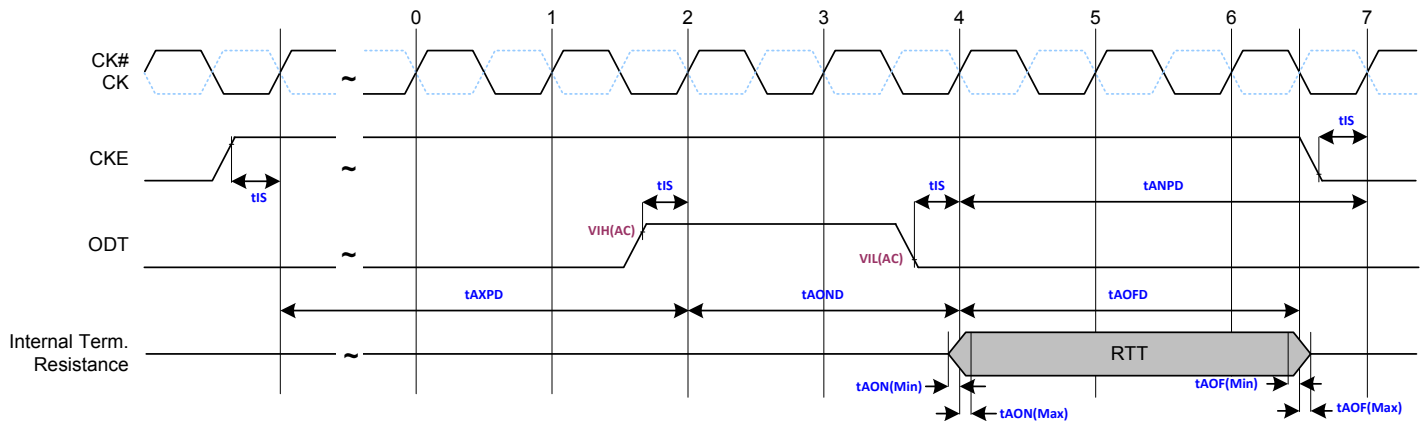 0 1 2 3 4 5 6 7
CK#
CK
CKE
tIS
tIS
tIS
tIS
tANPD
ODT
VIH(AC)
VIL(AC)
tAXPD
tAOND
tAOFD
Internal Term.
Resistance
RTT
tAON(Min)
tAOF(Min)
tAON(Max)
tAOF(Max)
~
~
~
~